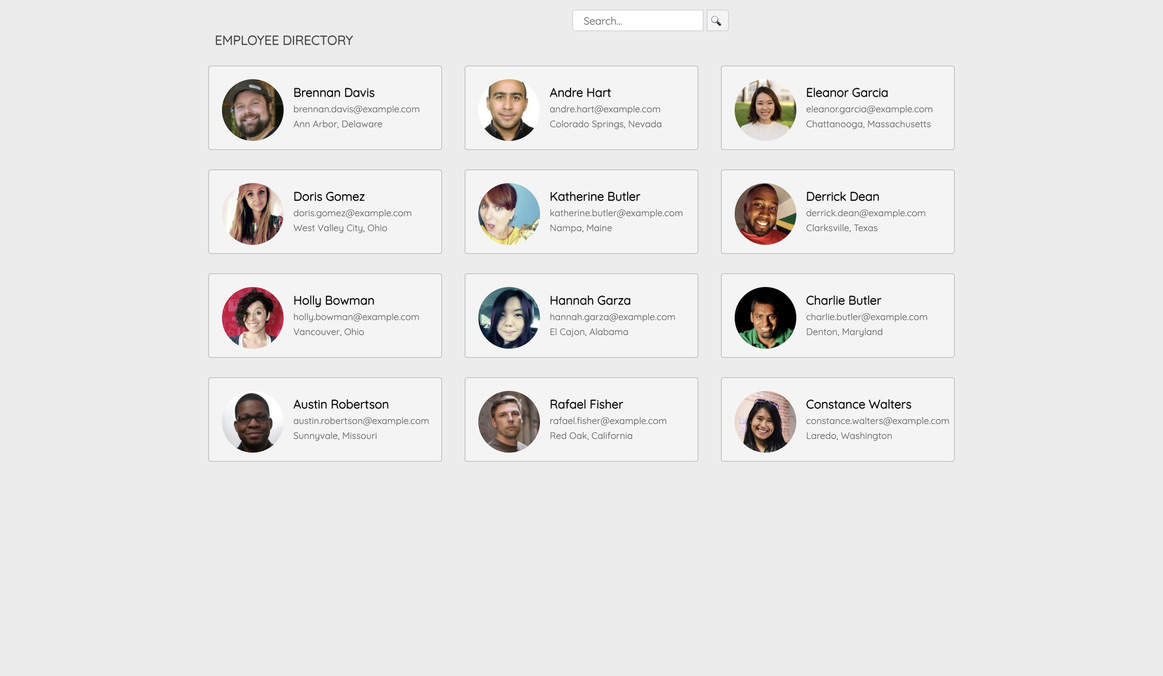 Search...
EMPLOYEE DIRECTORY
Brennan Davis
brennan.davis@example.com
Ann Arbor, Delaware
Andre Hart
andre.hart@example.com
Colorado Springs, Nevada
Eleanor Garcia
eleanor.garcia@example.com
Chattanooga, Massachusetts
Doris Gomez
doris.gomez@example.com
West Valley City, Ohio
Katherine Butler
katherine.butler@example.com
Nampa, Maine
Derrick Dean
derrick.dean@example.com
Clarksville, Texas
Holly Bowman
holly.bowman@example.com
Vancouver, Ohio
Hannah Garza
hannah.garza@example.com
El Cajon, Alabama
Charlie Butler
charlie.butler@example.com
Denton, Maryland
Austin Robertson
austin.robertson@example.com
Sunnyvale, Missouri
Rafael Fisher
rafael.fisher@example.com
Red Oak, California
Constance Walters
constance.walters@example.com
Laredo, Washington